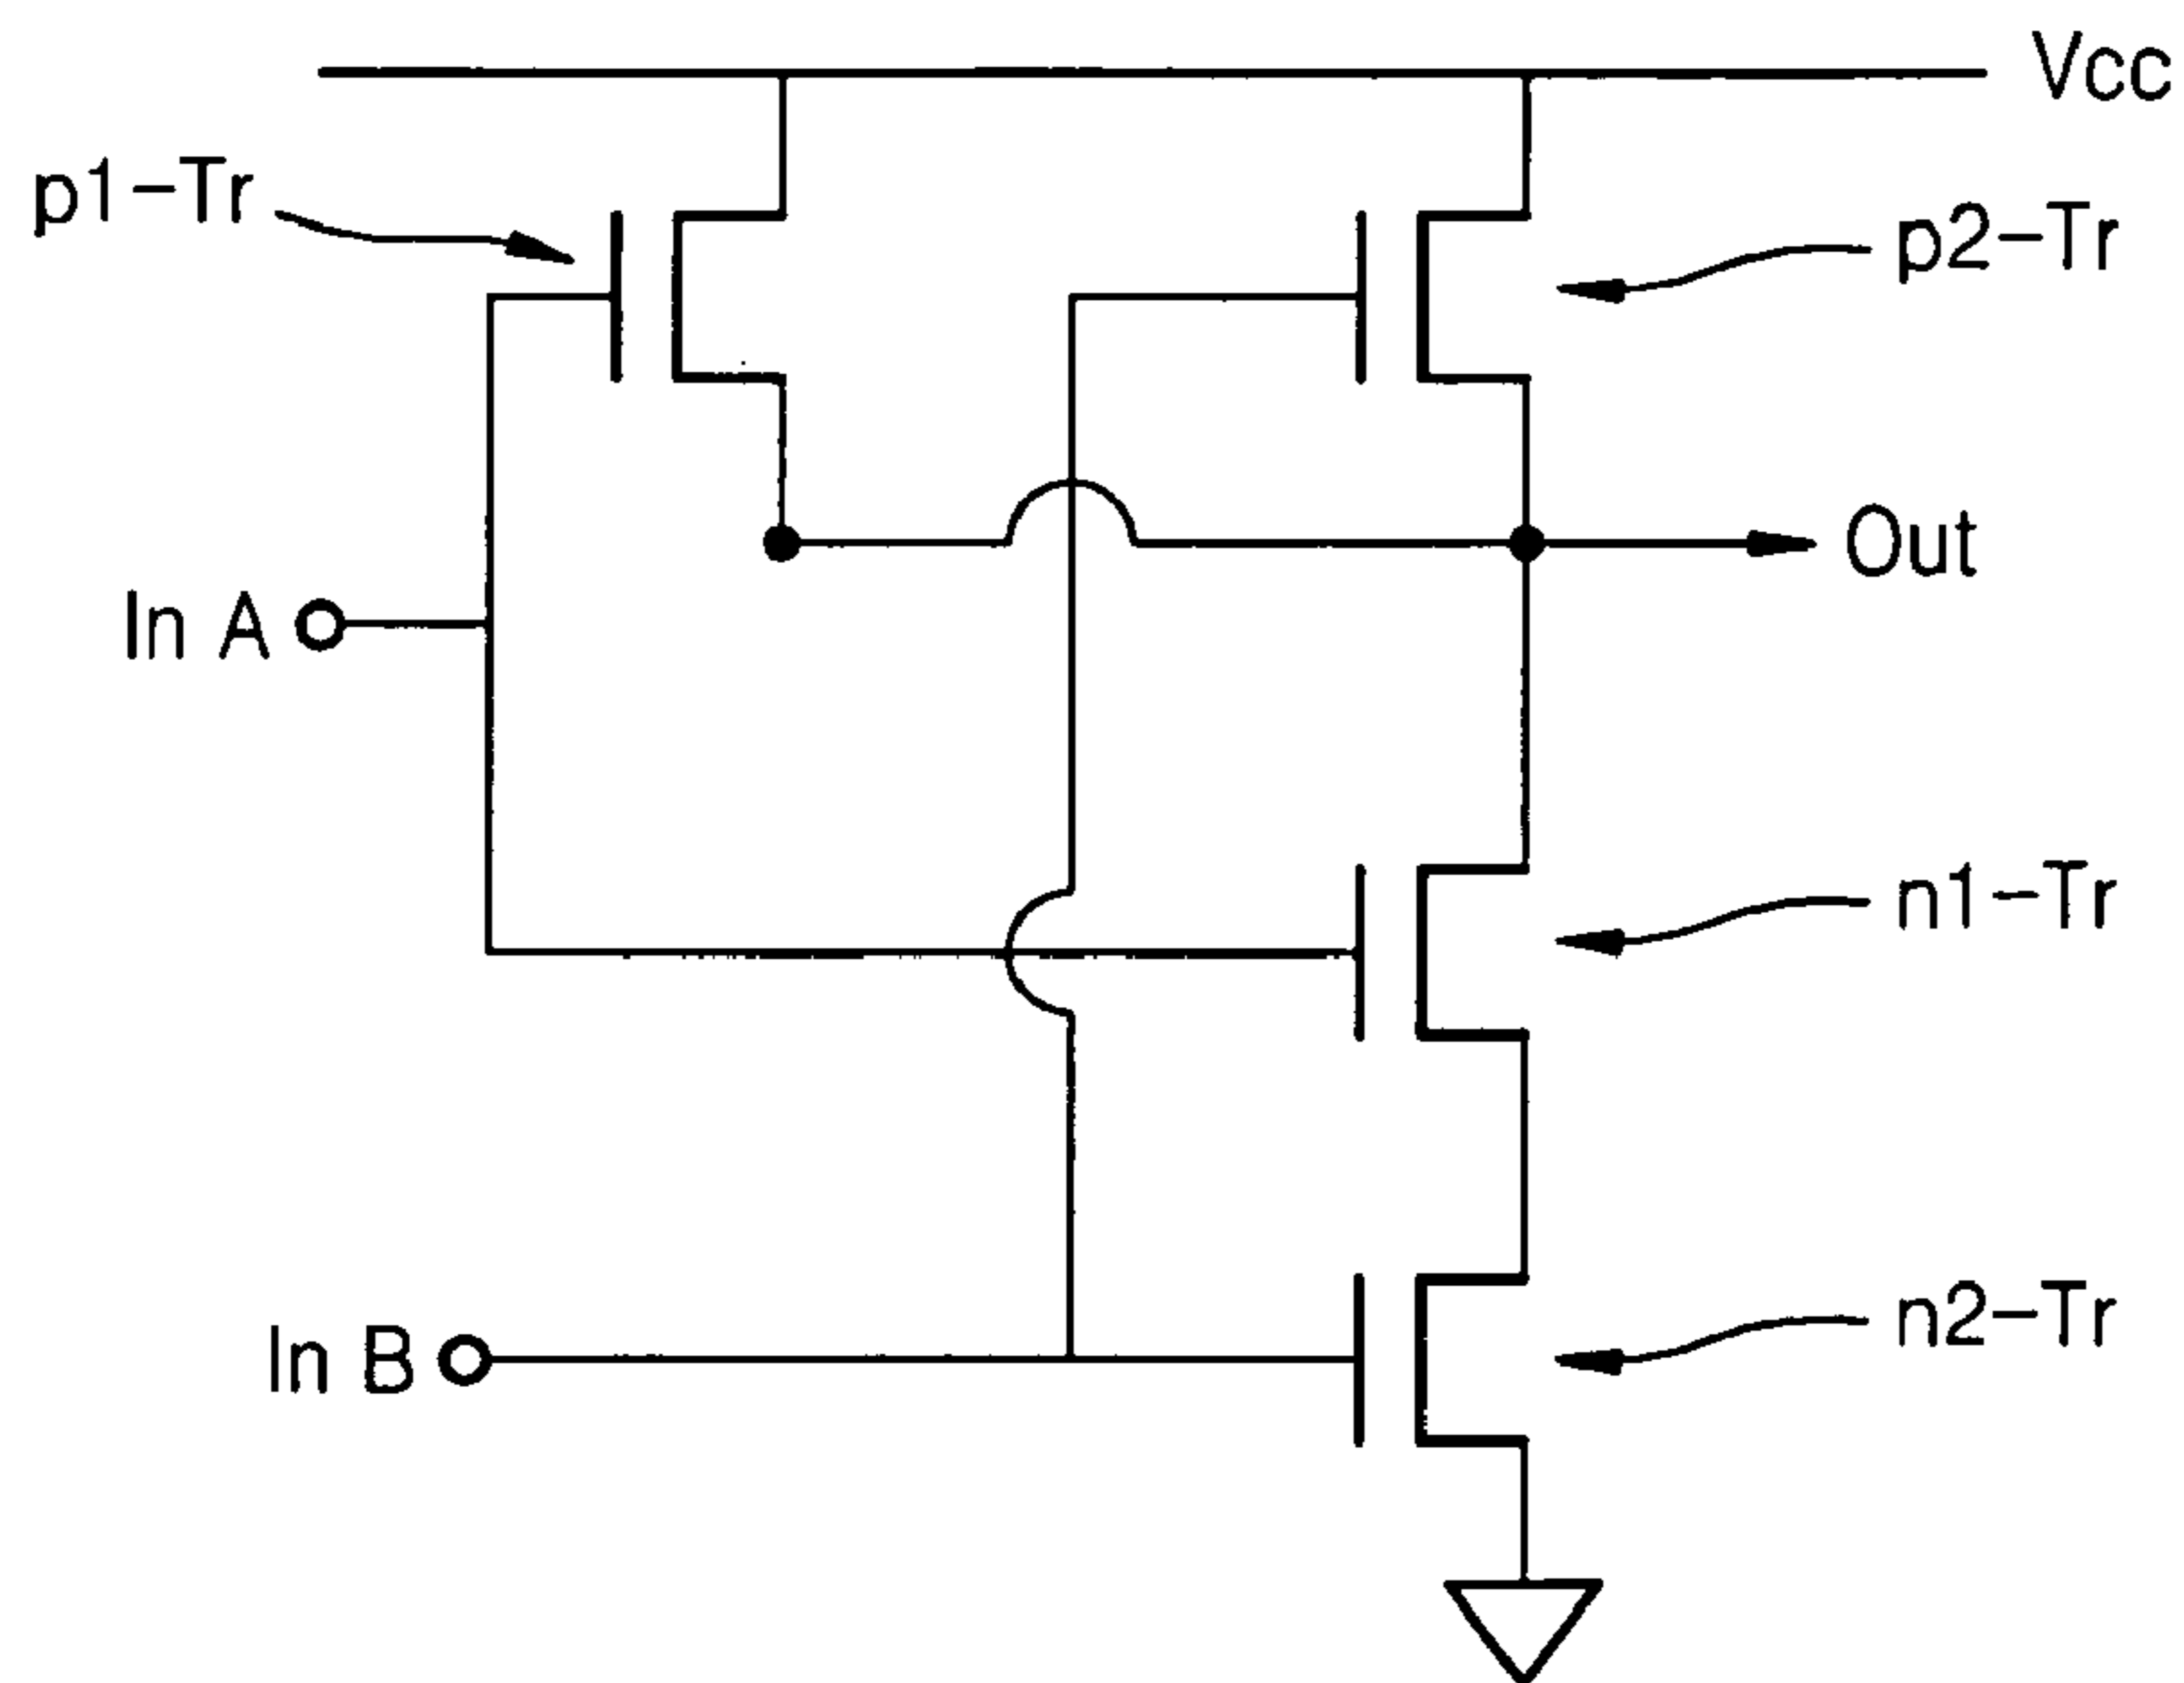 Vcc
p1-Tr
p2-Tr
Out
In A
n1-Tr
n2-Tr
In B